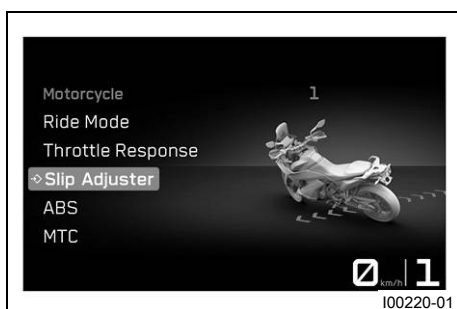 Motorcycle 1
Ride Mode
Throttle Response
Slip Adjuster
ABS
MTC
0 km/h 1
I00220-01